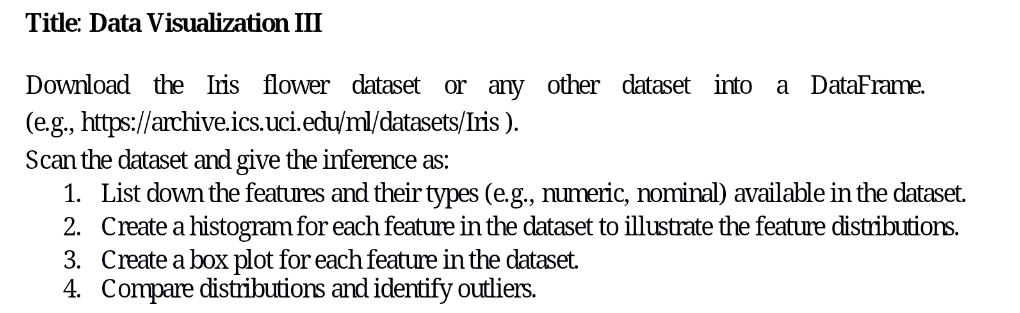 Title: Data Visualization III
Download the Iris flower dataset or any other dataset into a DataFrame.
(e.g., https://archive.ics.uci.edu/ml/datasets/Iris ).
Scan the dataset and give the inference as:
1. List down the features and their types (e.g., numeric, nominal) available in the dataset.
2. Create a histogram for each feature in the dataset to illustrate the feature distributions.
3. Create a box plot for each feature in the dataset.
4. Compare distributions and identify outliers.